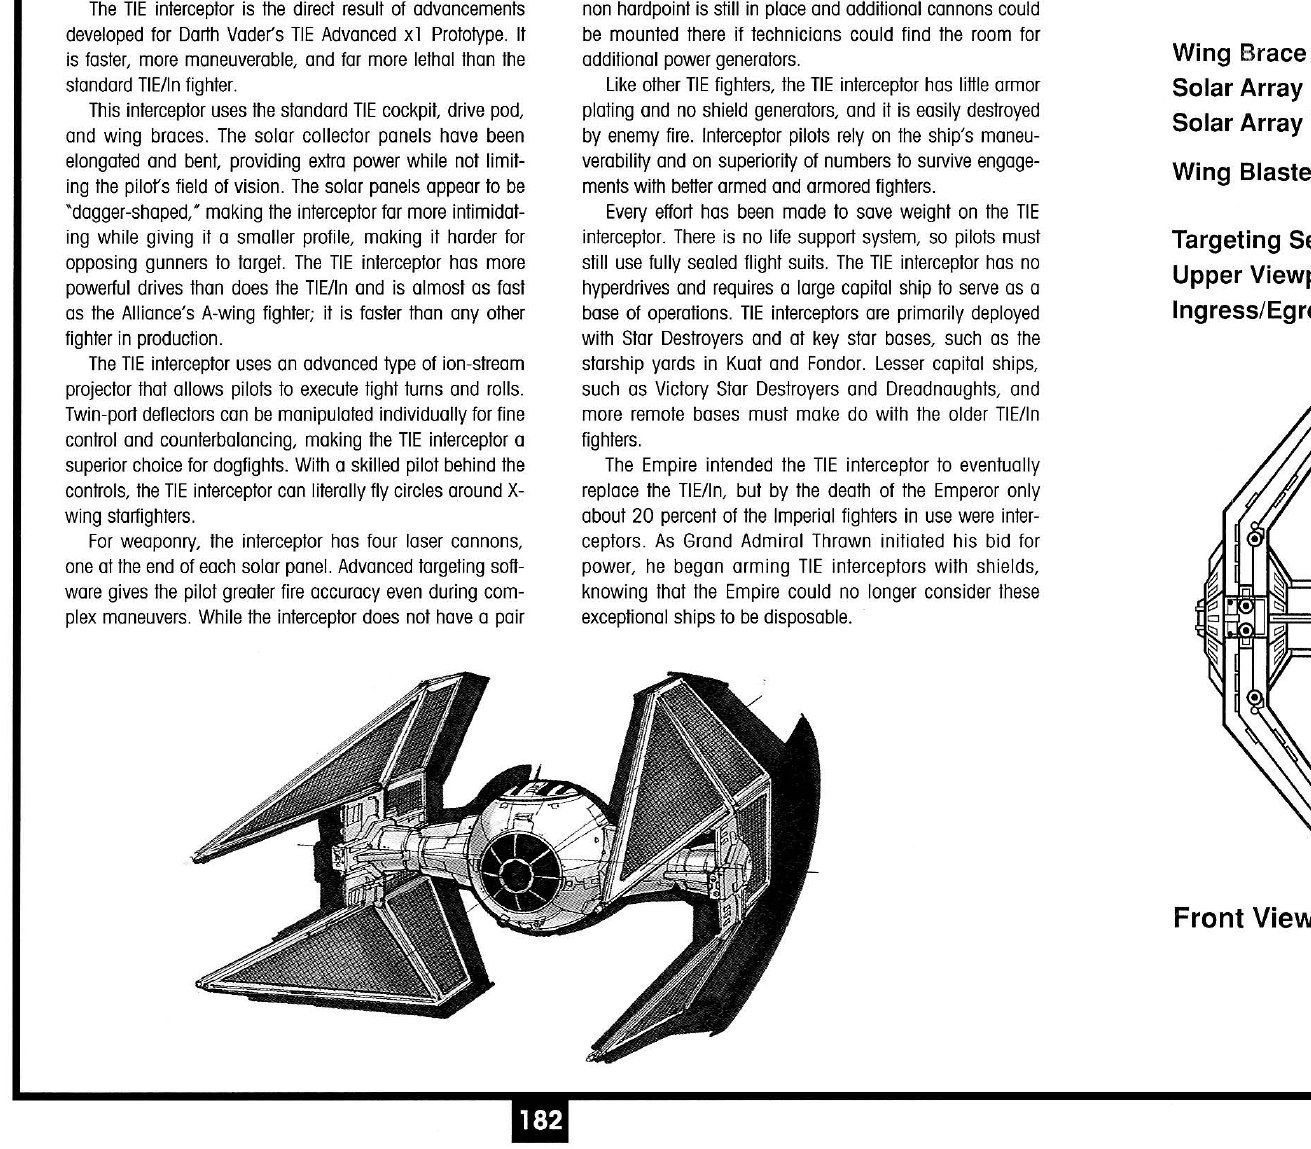 The TIE interceptor is the direct result of advancements
developed for Darth Vader's TIE Advanced x1 Prototype. It
is faster, more maneuverable, and far more lethal than the
standard TIE/In fighter.
This interceptor uses the standard TIE cockpit, drive pod,
and wing braces. The solar collector panels have been
elongated and bent, providing extra power while not limit-
ing the pilot's field of vision. The solar panels appear to be
"dagger-shaped," making the interceptor far more intimidat-
ing while giving it a smaller profile, making it harder for
opposing gunners to target. The TIE interceptor has more
powerful drives than does the TIE/In and is almost as fast
as the Alliance's A-wing fighter; it is faster than any other
fighter in production.
The TIE interceptor uses an advanced type of ion-stream
projector that allows pilots to execute tight turns and rolls.
Twin-port deflectors can be manipulated individually for fine
control and counterbalancing, making the TIE interceptor a
superior choice for dogfights. With a skilled pilot behind the
controls, the TIE interceptor can literally fly circles around X-
wing starfighters.
For weaponry, the interceptor has four laser cannons,
one at the end of each solar panel. Advanced targeting soft-
ware gives the pilot greater fire accuracy even during com-
plex maneuvers. While the interceptor does not have a pair
non hardpoint is still in place and additional cannons could
be mounted there if technicians could find the room for
additional power generators.
Like other TIE fighters, the TIE interceptor has little armor
plating and no shield generators, and it is easily destroyed
by enemy fire. Interceptor pilots rely on the ship's maneu-
verability and on superiority of numbers to survive engage-
ments with better armed and armored fighters.
Every effort has been made to save weight on the TIE
interceptor. There is no life support system, so pilots must
still use fully sealed flight suits. The TIE interceptor has no
hyperdrives and requires a large capital ship to serve as a
base of operations. TIE interceptors are primarily deployed
with Star Destroyers and at key star bases, such as the
starship yards in Kuat and Fondor. Lesser capital ships,
such as Victory Star Destroyers and Dreadnaughts, and
more remote bases must make do with the older TIE/In
fighters.
The Empire intended the TIE interceptor to eventually
replace the TIE/In, but by the death of the Emperor only
about 20 percent of the Imperial fighters in use were inter-
ceptors. As Grand Admiral Thrawn initiated his bid for
power, he began arming TIE interceptors with shields,
knowing that the Empire could no longer consider these
exceptional ships to be disposable.
Wing Brace
Solar Array
Solar Array
Wing Blaste
Targeting Se
Upper Viewp
Ingress/Egre
Front View
182